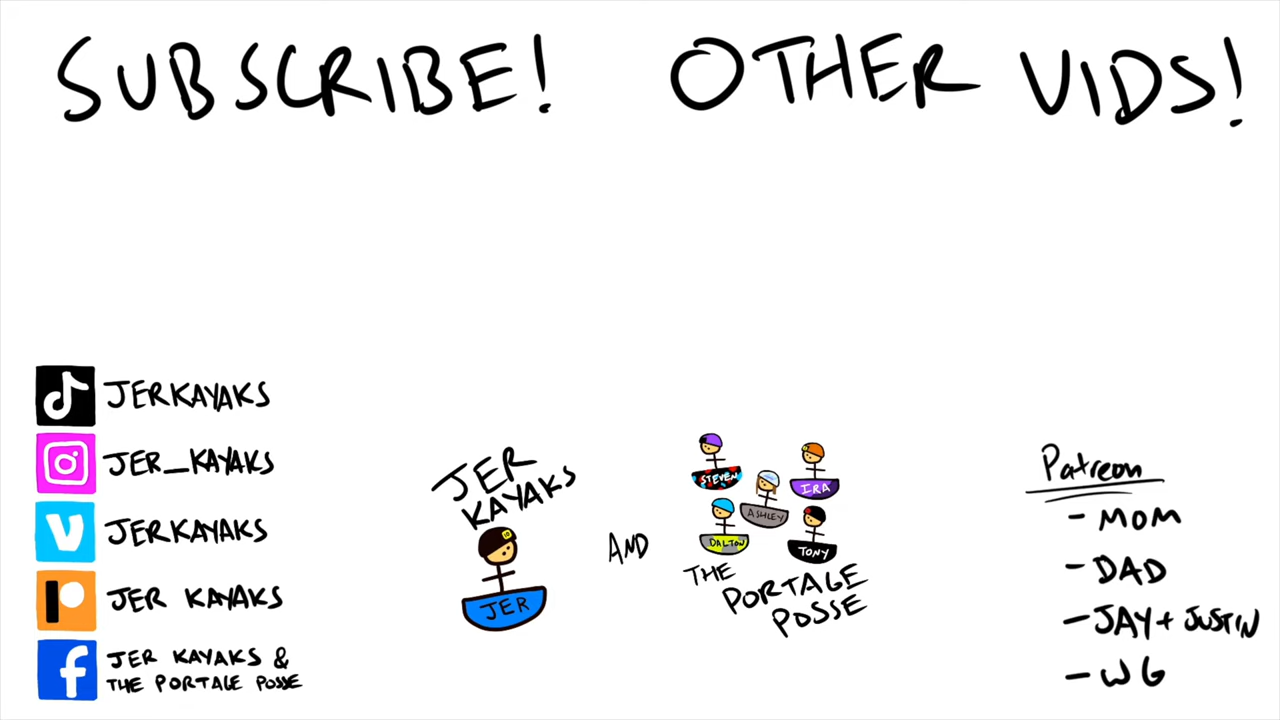 SUBSCRIBE!
OTHER VIDS!
JERKAYAKS
JER_KAYAKS
JERKAYAKS
JER KAYAKS
JER KAYAKS &
THE PORTAGE POSSE
JER
KAYAKS
JER
AND
STEVEN
IRA
ASHLEY
DALTON
TONY
THE
PORTAGE
POSSE
Patreon
- MOM
- DAD
- JAY + JUSTIN
- WG